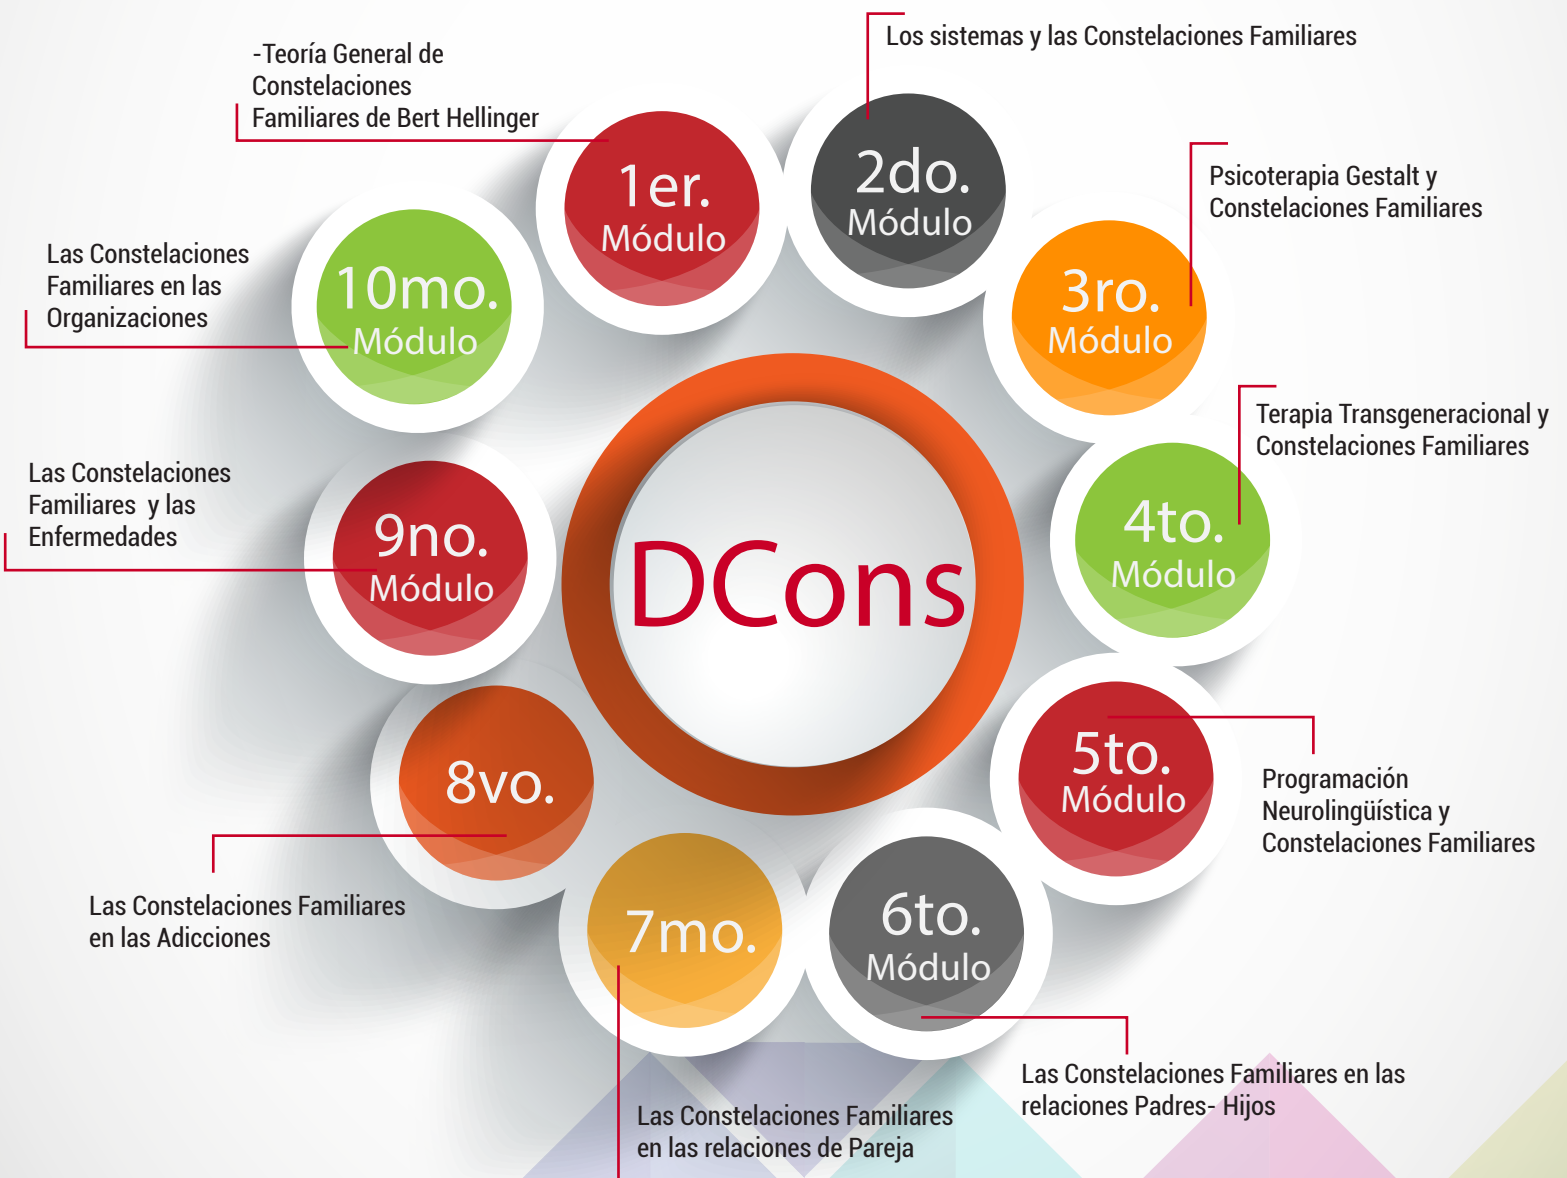 -Teoría General de
Constelaciones
Familiares de Bert Hellinger
1er.
Módulo
Los sistemas y las Constelaciones Familiares
2do.
Módulo
Psicoterapia Gestalt y
Constelaciones Familiares
3ro.
Módulo
Terapia Transgeneracional y
Constelaciones Familiares
4to.
Módulo
5to.
Módulo
Programación
Neurolingüística y
Constelaciones Familiares
6to.
Módulo
Las Constelaciones Familiares en las
relaciones Padres- Hijos
7mo.
Las Constelaciones Familiares
en las relaciones de Pareja
8vo.
Las Constelaciones Familiares
en las Adicciones
9no.
Módulo
Las Constelaciones
Familiares  y las
Enfermedades
10mo.
Módulo
Las Constelaciones
Familiares en las
Organizaciones
DCons